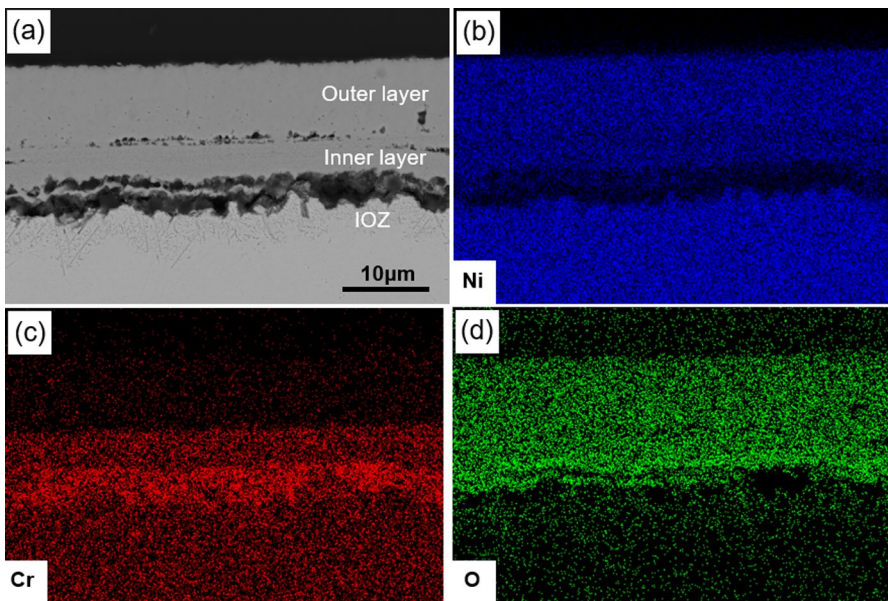 (a)
Outer layer
Inner layer
IOZ
10μm
(b)
Ni
(c)
Cr
(d)
O